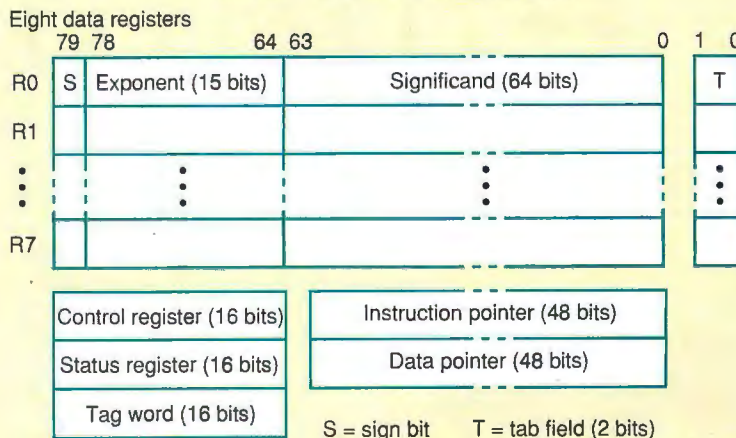 Eight data registers
79 78 64 63 0 1 0
R0 S Exponent (15 bits) Significand (64 bits) T
R1
R7
Control register (16 bits) Instruction pointer (48 bits)
Status register (16 bits) Data pointer (48 bits)
Tag word (16 bits)
S = sign bit T = tab field (2 bits)